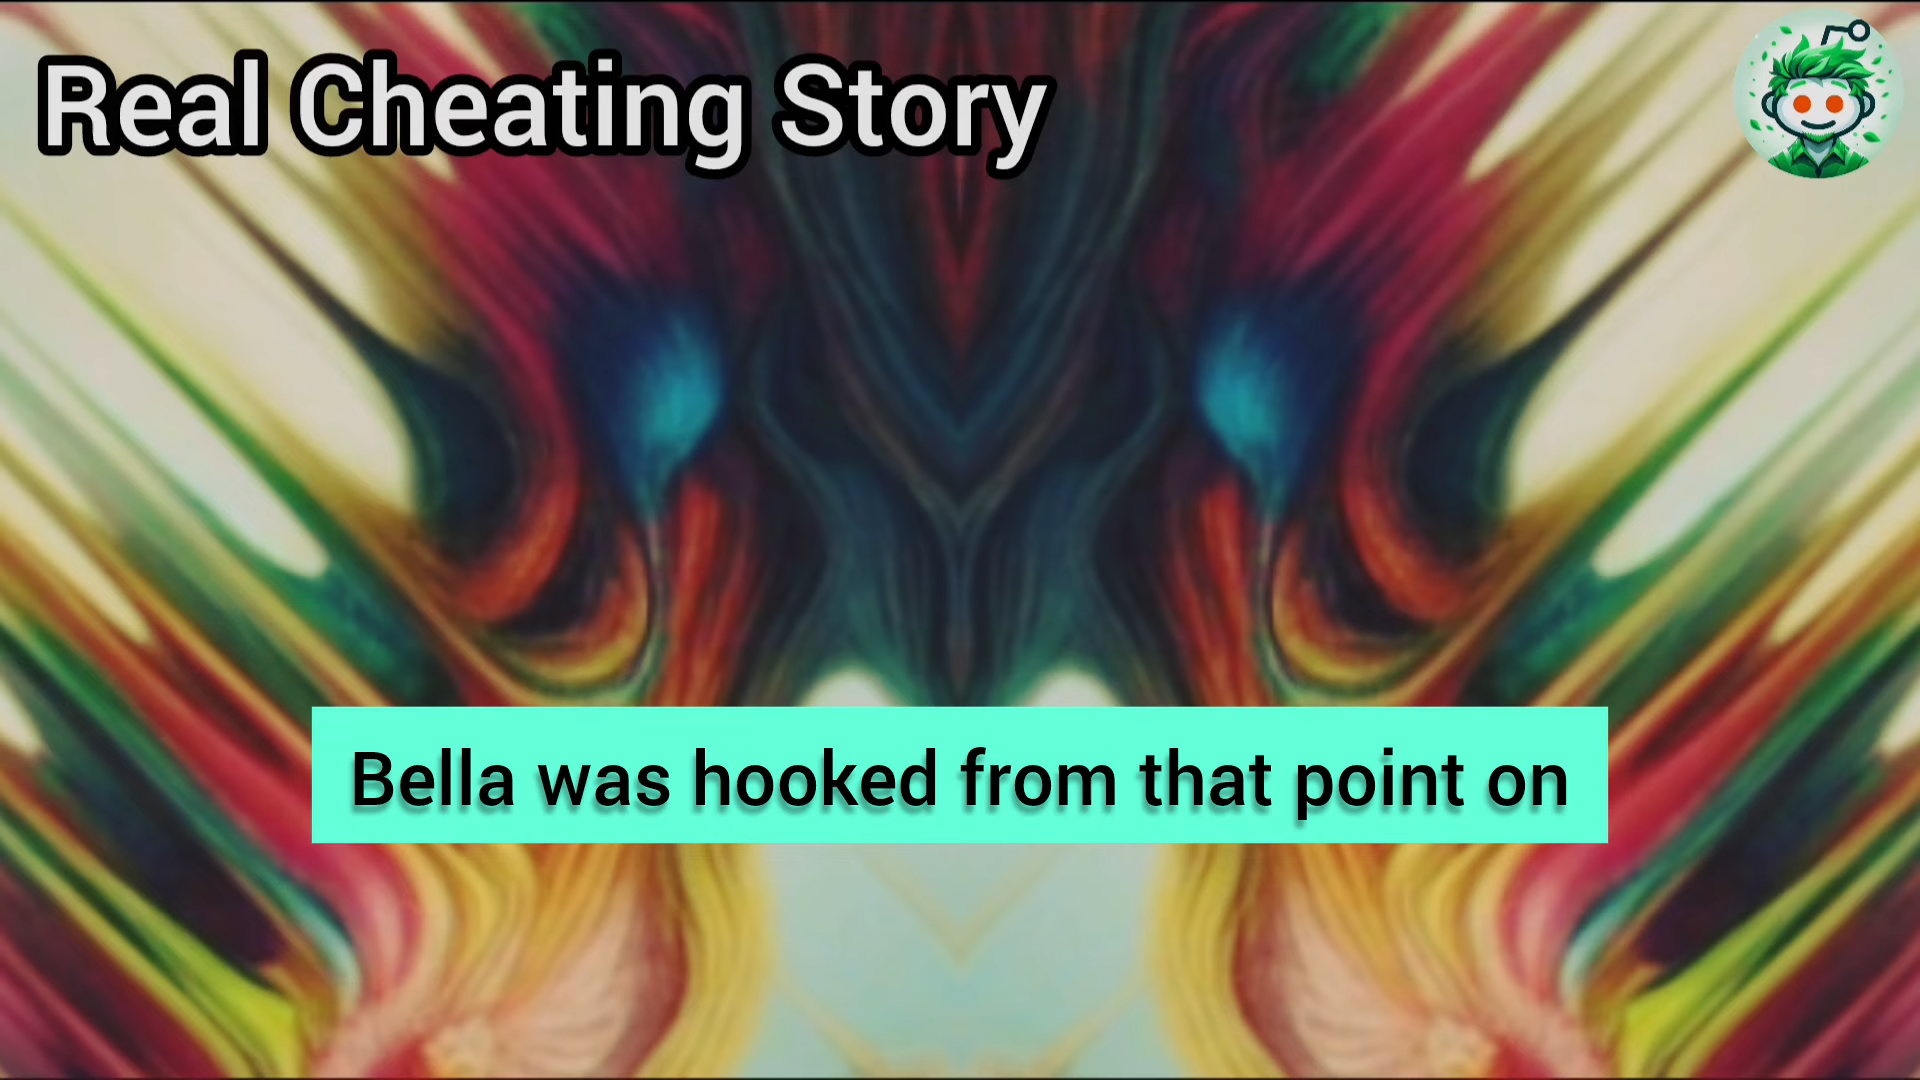 Real Cheating Story
Bella was hooked from that point on